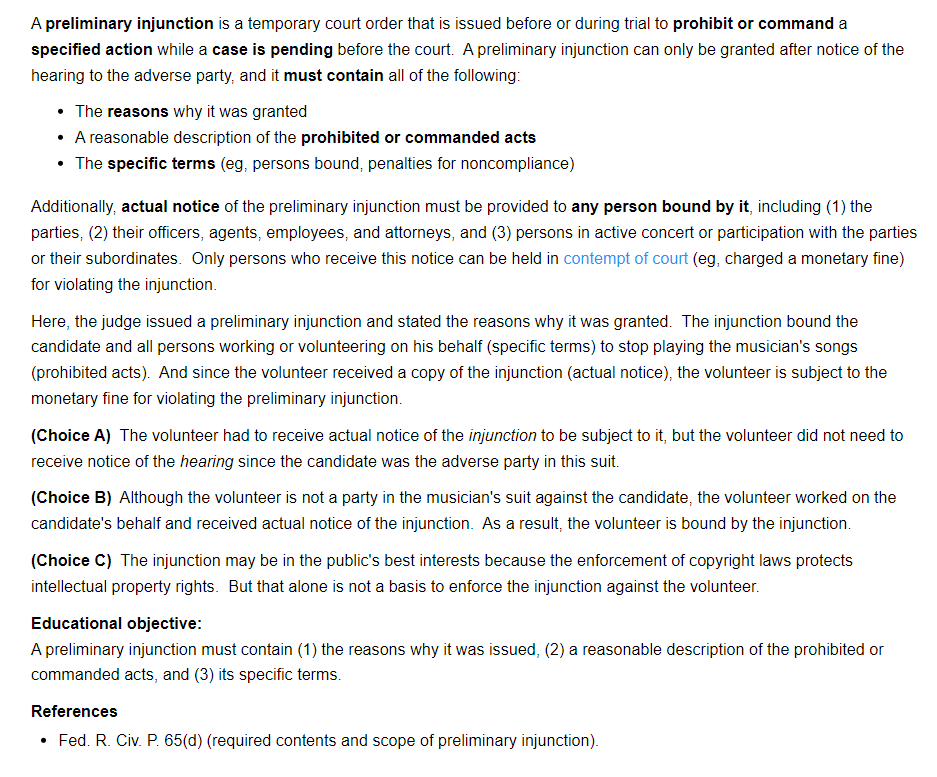 A preliminary injunction is a temporary court order that is issued before or during trial to prohibit or command a
specified action while a case is pending before the court. A preliminary injunction can only be granted after notice of the
hearing to the adverse party, and it must contain all of the following:
• The reasons why it was granted
• A reasonable description of the prohibited or commanded acts
• The specific terms (eg, persons bound, penalties for noncompliance)
Additionally, actual notice of the preliminary injunction must be provided to any person bound by it, including (1) the
parties, (2) their officers, agents, employees, and attorneys, and (3) persons in active concert or participation with the parties
or their subordinates. Only persons who receive this notice can be held in contempt of court (eg, charged a monetary fine)
for violating the injunction.
Here, the judge issued a preliminary injunction and stated the reasons why it was granted. The injunction bound the
candidate and all persons working or volunteering on his behalf (specific terms) to stop playing the musician's songs
(prohibited acts). And since the volunteer received a copy of the injunction (actual notice), the volunteer is subject to the
monetary fine for violating the preliminary injunction.
(Choice A) The volunteer had to receive actual notice of the injunction to be subject to it, but the volunteer did not need to
receive notice of the hearing since the candidate was the adverse party in this suit.
(Choice B) Although the volunteer is not a party in the musician's suit against the candidate, the volunteer worked on the
candidate's behalf and received actual notice of the injunction. As a result, the volunteer is bound by the injunction.
(Choice C) The injunction may be in the public's best interests because the enforcement of copyright laws protects
intellectual property rights. But that alone is not a basis to enforce the injunction against the volunteer.
Educational objective:
A preliminary injunction must contain (1) the reasons why it was issued, (2) a reasonable description of the prohibited or
commanded acts, and (3) its specific terms.
References
• Fed. R. Civ. P. 65(d) (required contents and scope of preliminary injunction).